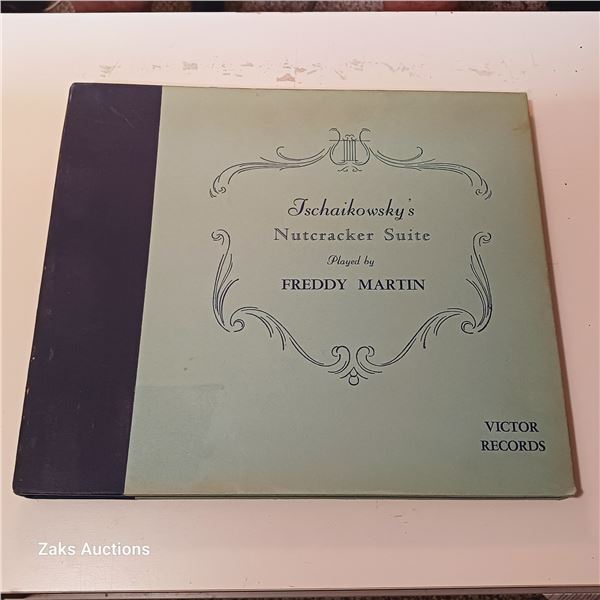 Tschaikowsky's
Nutcracker Suite
Played by
FREDDY MARTIN
VICTOR
RECORDS
Zaks Auctions